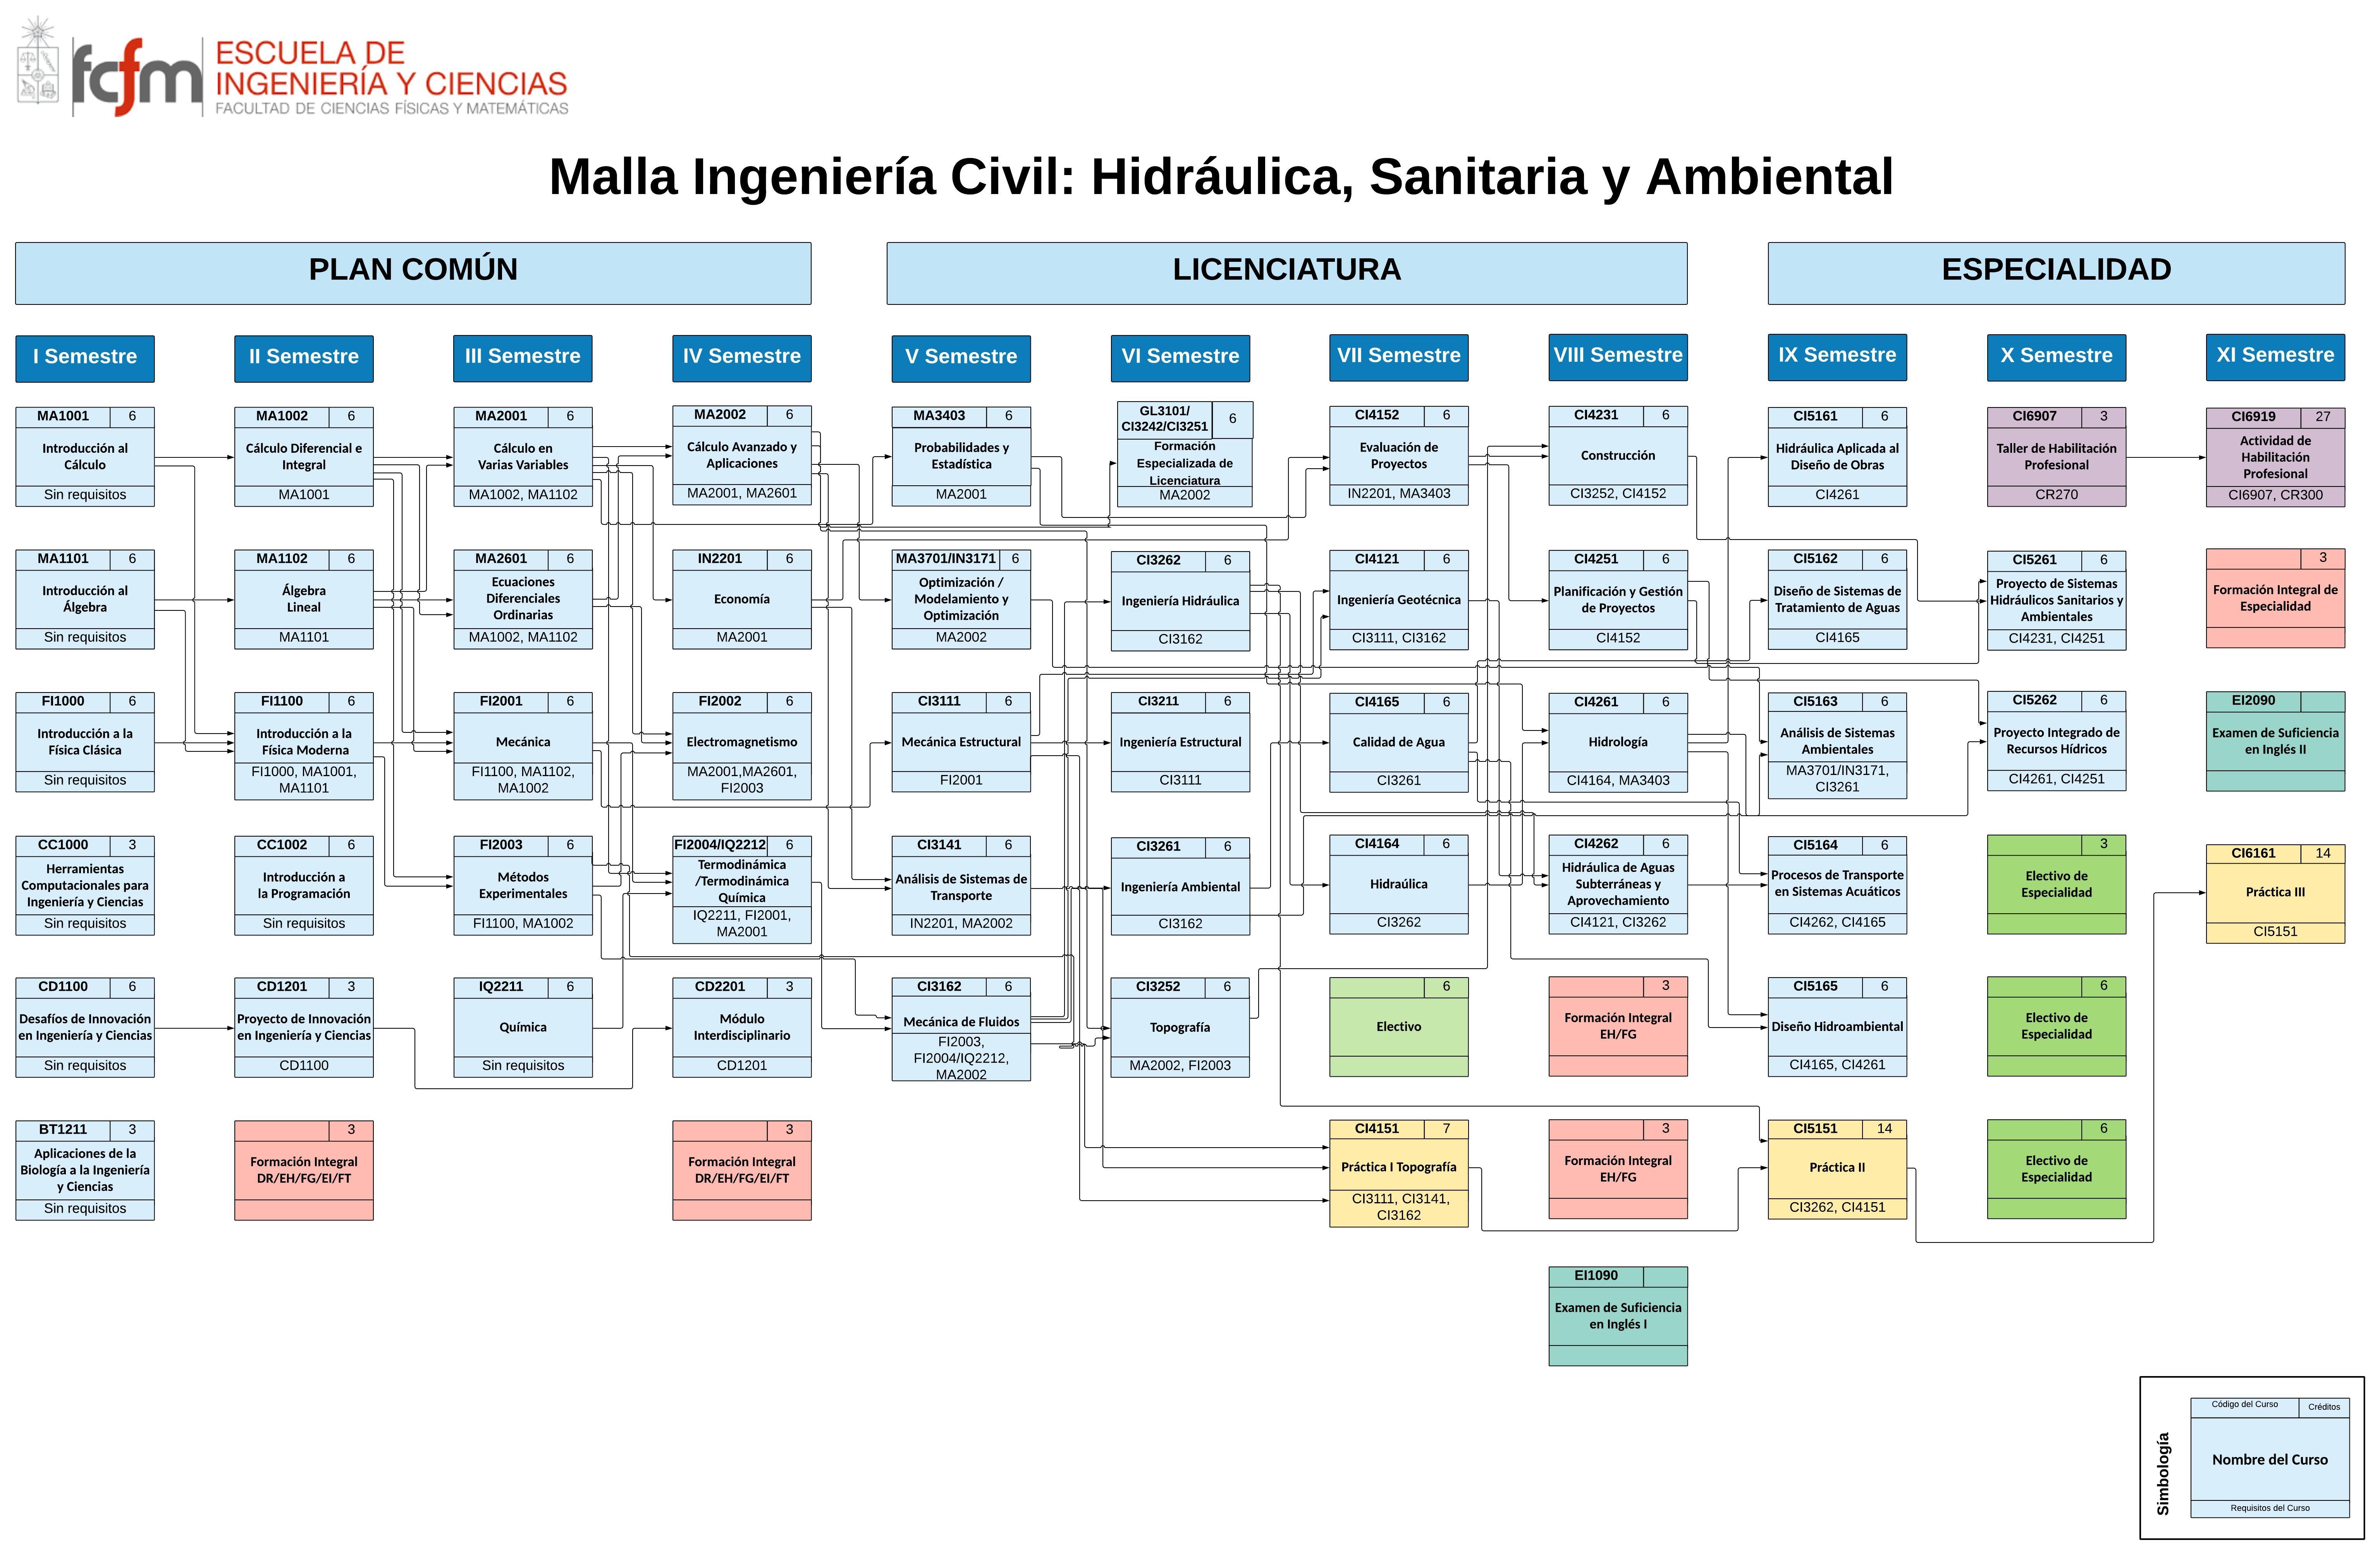 fcfm
ESCUELA DE
INGENIERÍA Y CIENCIAS
FACULTAD DE CIENCIAS FÍSICAS Y MATEMÁTICAS
Malla Ingeniería Civil: Hidráulica, Sanitaria y Ambiental
PLAN COMÚN
LICENCIATURA
ESPECIALIDAD
I Semestre
II Semestre
III Semestre
IV Semestre
V Semestre
VI Semestre
VII Semestre
VIII Semestre
IX Semestre
X Semestre
XI Semestre
MA1001 6
Introducción al
Cálculo
Sin requisitos
MA1002 6
Cálculo Diferencial e
Integral
MA1001
MA2001 6
Cálculo en
Varias Variables
MA1002, MA1102
MA2002 6
Cálculo Avanzado y
Aplicaciones
MA2001, MA2601
MA3403 6
Probabilidades y
Estadística
MA2001
GL3101/
CI3242/CI3251 6
Formación
Especializada de
Licenciatura
MA2002
CI4152 6
Evaluación de
Proyectos
IN2201, MA3403
CI4231 6
Construcción
CI3252, CI4152
CI5161 6
Hidráulica Aplicada al
Diseño de Obras
CI4261
CI6907 3
Taller de Habilitación
Profesional
CR270
CI6919 27
Actividad de
Habilitación
Profesional
CI6907, CR300
MA1101 6
Introducción al
Álgebra
Sin requisitos
MA1102 6
Álgebra
Lineal
MA1101
MA2601 6
Ecuaciones
Diferenciales
Ordinarias
MA1002, MA1102
IN2201 6
Economía
MA2001
MA3701/IN3171 6
Optimización /
Modelamiento y
Optimización
MA2002
CI3262 6
Ingeniería Hidráulica
CI3162
CI4121 6
Ingeniería Geotécnica
CI3111, CI3162
CI4251 6
Planificación y Gestión
de Proyectos
CI4152
CI5162 6
Diseño de Sistemas de
Tratamiento de Aguas
CI4165
CI5261 6
Proyecto de Sistemas
Hidráulicos Sanitarios y
Ambientales
CI4231, CI4251
3
Formación Integral de
Especialidad
FI1000 6
Introducción a la
Física Clásica
Sin requisitos
FI1100 6
Introducción a la
Física Moderna
FI1000, MA1001,
MA1101
FI2001 6
Mecánica
FI1100, MA1102,
MA1002
FI2002 6
Electromagnetismo
MA2001,MA2601,
FI2003
CI3111 6
Mecánica Estructural
FI2001
CI3211 6
Ingeniería Estructural
CI3111
CI4165 6
Calidad de Agua
CI3261
CI4261 6
Hidrología
CI4164, MA3403
CI5163 6
Análisis de Sistemas
Ambientales
MA3701/IN3171,
CI3261
CI5262 6
Proyecto Integrado de
Recursos Hídricos
CI4261, CI4251
EI2090
Examen de Suficiencia
en Inglés II
CC1000 3
Herramientas
Computacionales para
Ingeniería y Ciencias
Sin requisitos
CC1002 6
Introducción a
la Programación
Sin requisitos
FI2003 6
Métodos
Experimentales
FI1100, MA1002
FI2004/IQ2212 6
Termodinámica
/Termodinámica
Química
IQ2211, FI2001,
MA2001
CI3141 6
Análisis de Sistemas de
Transporte
IN2201, MA2002
CI3261 6
Ingeniería Ambiental
CI3162
CI4164 6
Hidraúlica
CI3262
CI4262 6
Hidráulica de Aguas
Subterráneas y
Aprovechamiento
CI4121, CI3262
CI5164 6
Procesos de Transporte
en Sistemas Acuáticos
CI4262, CI4165
3
Electivo de
Especialidad
CI6161 14
Práctica III
CI5151
CD1100 6
Desafíos de Innovación
en Ingeniería y Ciencias
Sin requisitos
CD1201 3
Proyecto de Innovación
en Ingeniería y Ciencias
CD1100
IQ2211 6
Química
Sin requisitos
CD2201 3
Módulo
Interdisciplinario
CD1201
CI3162 6
Mecánica de Fluidos
FI2003,
FI2004/IQ2212,
MA2002
CI3252 6
Topografía
MA2002, FI2003
6
Electivo
3
Formación Integral
EH/FG
CI5165 6
Diseño Hidroambiental
CI4165, CI4261
6
Electivo de
Especialidad
BT1211 3
Aplicaciones de la
Biología a la Ingeniería
y Ciencias
Sin requisitos
3
Formación Integral
DR/EH/FG/EI/FT
3
Formación Integral
DR/EH/FG/EI/FT
CI4151 7
Práctica I Topografía
CI3111, CI3141,
CI3162
3
Formación Integral
EH/FG
CI5151 14
Práctica II
CI3262, CI4151
6
Electivo de
Especialidad
EI1090
Examen de Suficiencia
en Inglés I
Simbología
Código del Curso Créditos
Nombre del Curso
Requisitos del Curso